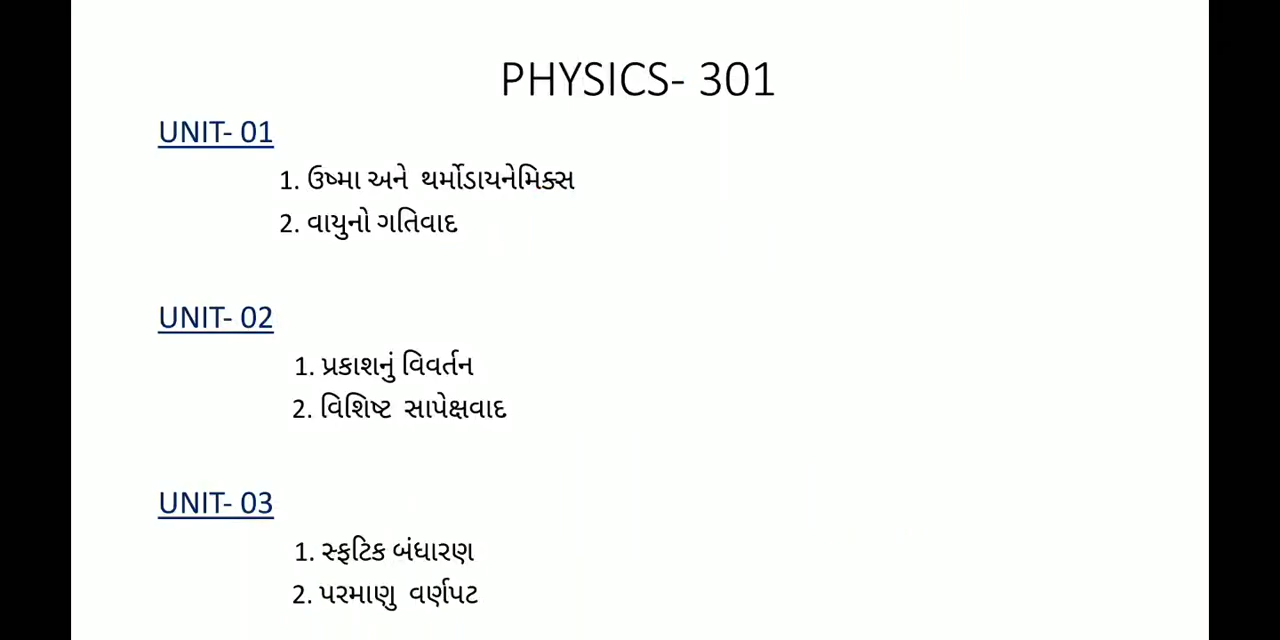 PHYSICS- 301
UNIT- 01
1. ઉષ્મા અને થર્મોડાયનેમિક્સ
2. વાયુનો ગતિવાદ
UNIT- 02
1. પ્રકાશનું વિવર્તન
2. વિશિષ્ટ સાપેક્ષવાદ
UNIT- 03
1. સ્ફટિક બંધારણ
2. પરમાણુ વર્ણપટ